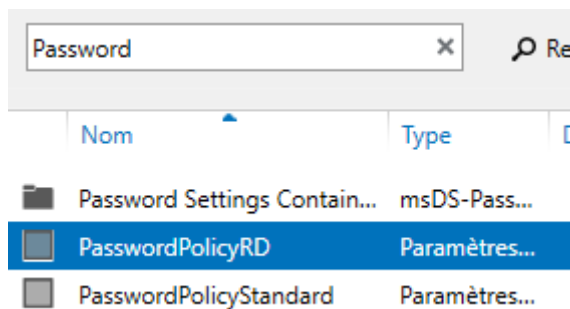 Password × Re
Nom Type D
Password Settings Contain... msDS-Pass...
PasswordPolicyRD Paramètres...
PasswordPolicyStandard Paramètres...